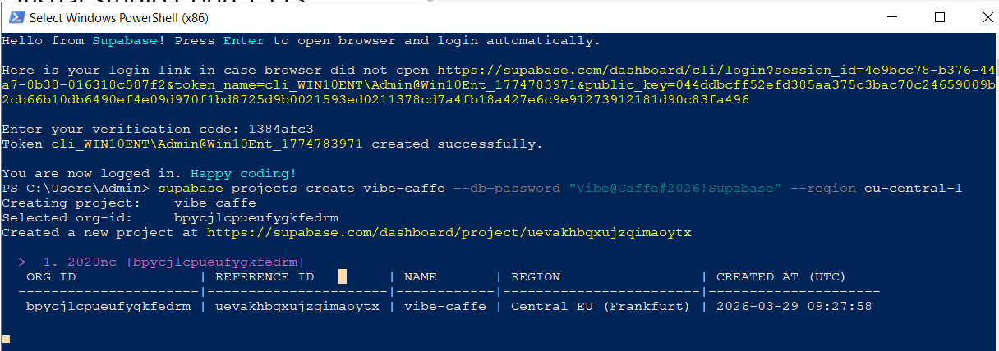 Select Windows PowerShell (x86)
Hello from Supabase! Press Enter to open browser and login automatically.
Here is your login link in case browser did not open https://supabase.com/dashboard/cli/login?session_id=4e9bcc78-b376-44
a7-8b38-016318c587f2&token_name=cli_WIN10ENT\Admin@Win10Ent_1774783971&public_key=044ddbcff52efd385aa375c3bac70c24659009b
2cb66b10db6490ef4e09d970f1bd8725d9b0021593ed0211378cd7a4fb18a427e6c9e91273912181d90c83fa496
Enter your verification code: 1384afc3
Token cli_WIN10ENT\Admin@Win10Ent_1774783971 created successfully.
You are now logged in. Happy coding!
PS C:\Users\Admin> supabase projects create vibe-caffe --db-password "Vibe@Caffe#2026!Supabase" --region eu-central-1
Creating project:    vibe-caffe
Selected org-id:     bpycjlcpueufygkfedrm
Created a new project at https://supabase.com/dashboard/project/uevakhbqxujzqimaoytx
>  1. 2020nc [bpycjlcpueufygkfedrm]
ORG ID | REFERENCE ID | NAME | REGION | CREATED AT (UTC)
----------------------|----------------------|------------|------------------------|---------------------
bpycjlcpueufygkfedrm | uevakhbqxujzqimaoytx | vibe-caffe | Central EU (Frankfurt) | 2026-03-29 09:27:58